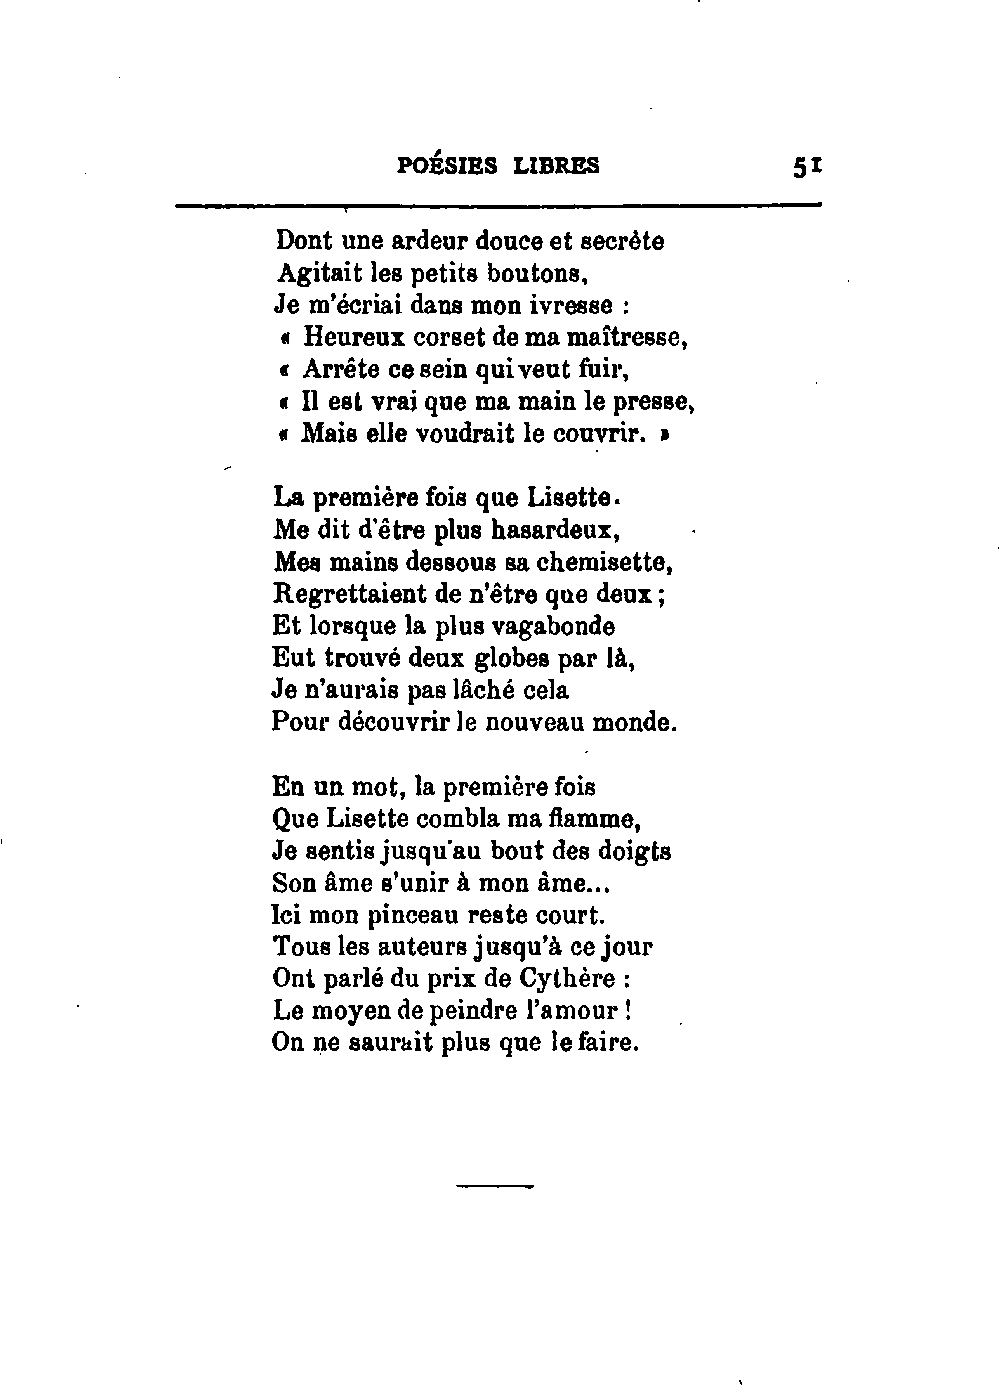 POÉSIES LIBRES 51
Dont une ardeur douce et secrête
Agitait les petits boutons,
Je m'écriai dans mon ivresse :
« Heureux corset de ma maîtresse,
« Arrête ce sein qui veut fuir,
« Il est vrai que ma main le presse,
« Mais elle voudrait le couvrir. »
La première fois que Lisette.
Me dit d'être plus hasardeux,
Mes mains dessous sa chemisette,
Regrettaient de n'être que deux ;
Et lorsque la plus vagabonde
Eut trouvé deux globes par là,
Je n'aurais pas lâché cela
Pour découvrir le nouveau monde.
En un mot, la première fois
Que Lisette combla ma flamme,
Je sentis jusqu'au bout des doigts
Son âme s'unir à mon âme...
Ici mon pinceau reste court.
Tous les auteurs jusqu'à ce jour
Ont parlé du prix de Cythère :
Le moyen de peindre l'amour !
On ne saurait plus que le faire.